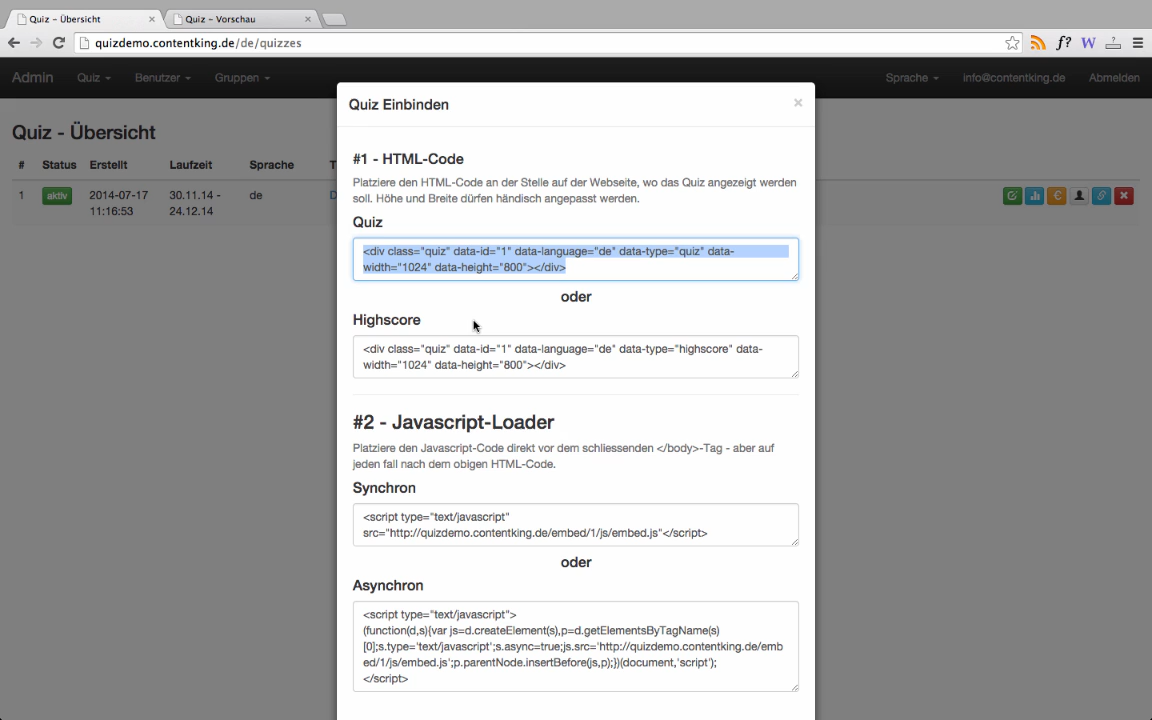 Quiz – Übersicht
Quiz – Vorschau
quizdemo.contentking.de/de/quizzes
f?
W
Admin Quiz Benutzer Gruppen Sprache info@contentking.de Abmelden
Quiz Einbinden
Quiz - Übersicht
# Status Erstellt Laufzeit Sprache T
1 aktiv 2014-07-17 11:16:53 30.11.14 - 24.12.14 de D
#1 - HTML-Code
Platziere den HTML-Code an der Stelle auf der Webseite, wo das Quiz angezeigt werden
soll. Höhe und Breite dürfen händisch angepasst werden.
Quiz
<div class="quiz" data-id="1" data-language="de" data-type="quiz" data-
width="1024" data-height="800"></div>
oder
Highscore
<div class="quiz" data-id="1" data-language="de" data-type="highscore" data-
width="1024" data-height="800"></div>
#2 - Javascript-Loader
Platziere den Javascript-Code direkt vor dem schliessenden </body>-Tag - aber auf
jeden fall nach dem obigen HTML-Code.
Synchron
<script type="text/javascript"
src="http://quizdemo.contentking.de/embed/1/js/embed.js"</script>
oder
Asynchron
<script type="text/javascript">
(function(d,s){var js=d.createElement(s),p=d.getElementsByTagName(s)
[0];s.type='text/javascript';s.async=true;js.src='http://quizdemo.contentking.de/emb
ed/1/js/embed.js';p.parentNode.insertBefore(js,p);})(document,'script');
</script>